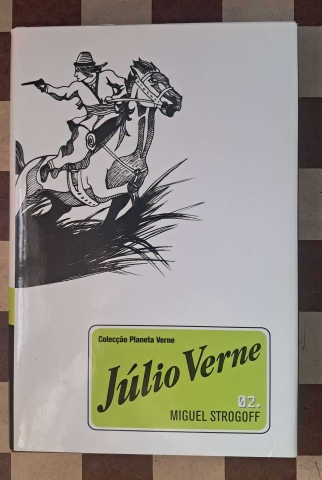 Colecção Planeta Verne
Júlio Verne
02.
MIGUEL STROGOFF